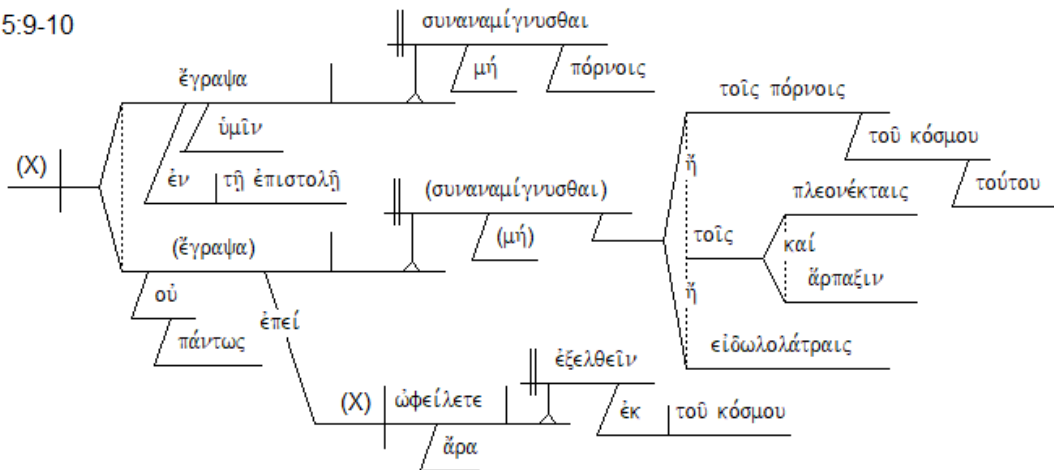 5:9-10
συναναμίγνυσθαι
μή πόρνοις
ἔγραψα
ὑμῖν
ἐν τῇ ἐπιστολῇ
τοῖς πόρνοις
τοῦ κόσμου
τούτου
ἤ
(X)
(συναναμίγνυσθαι)
(μή)
πλεονέκταις
τοῖς καί
ἅρπαξιν
(ἔγραψα)
οὐ
πάντως
ἤ
εἰδωλολάτραις
ἐπεί
ἐξελθεῖν
(X) ὠφείλετε
ἐκ τοῦ κόσμου
ἄρα